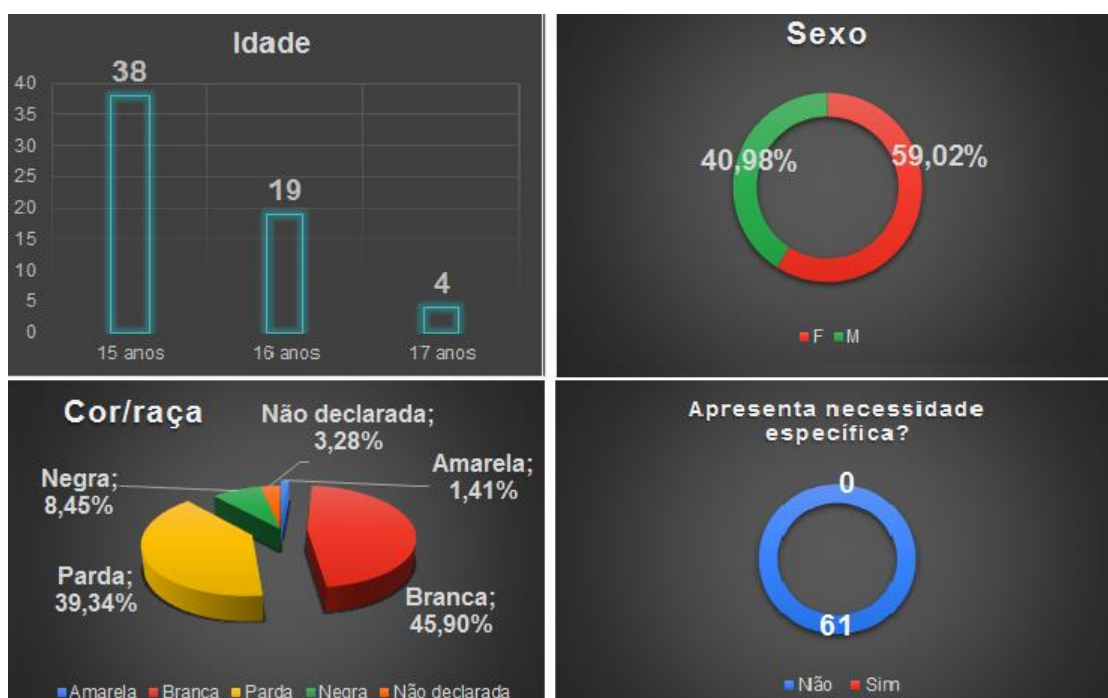 Idade
38
19
4
40
35
30
25
20
15
10
5
0
15 anos
16 anos
17 anos
Sexo
40,98%
59,02%
F M
Cor/raça
Não declarada;
3,28%
Amarela;
1,41%
Negra;
8,45%
Parda;
39,34%
Branca;
45,90%
Amarela Branca Parda Negra Não declarada
Apresenta necessidade
específica?
0
61
Não Sim